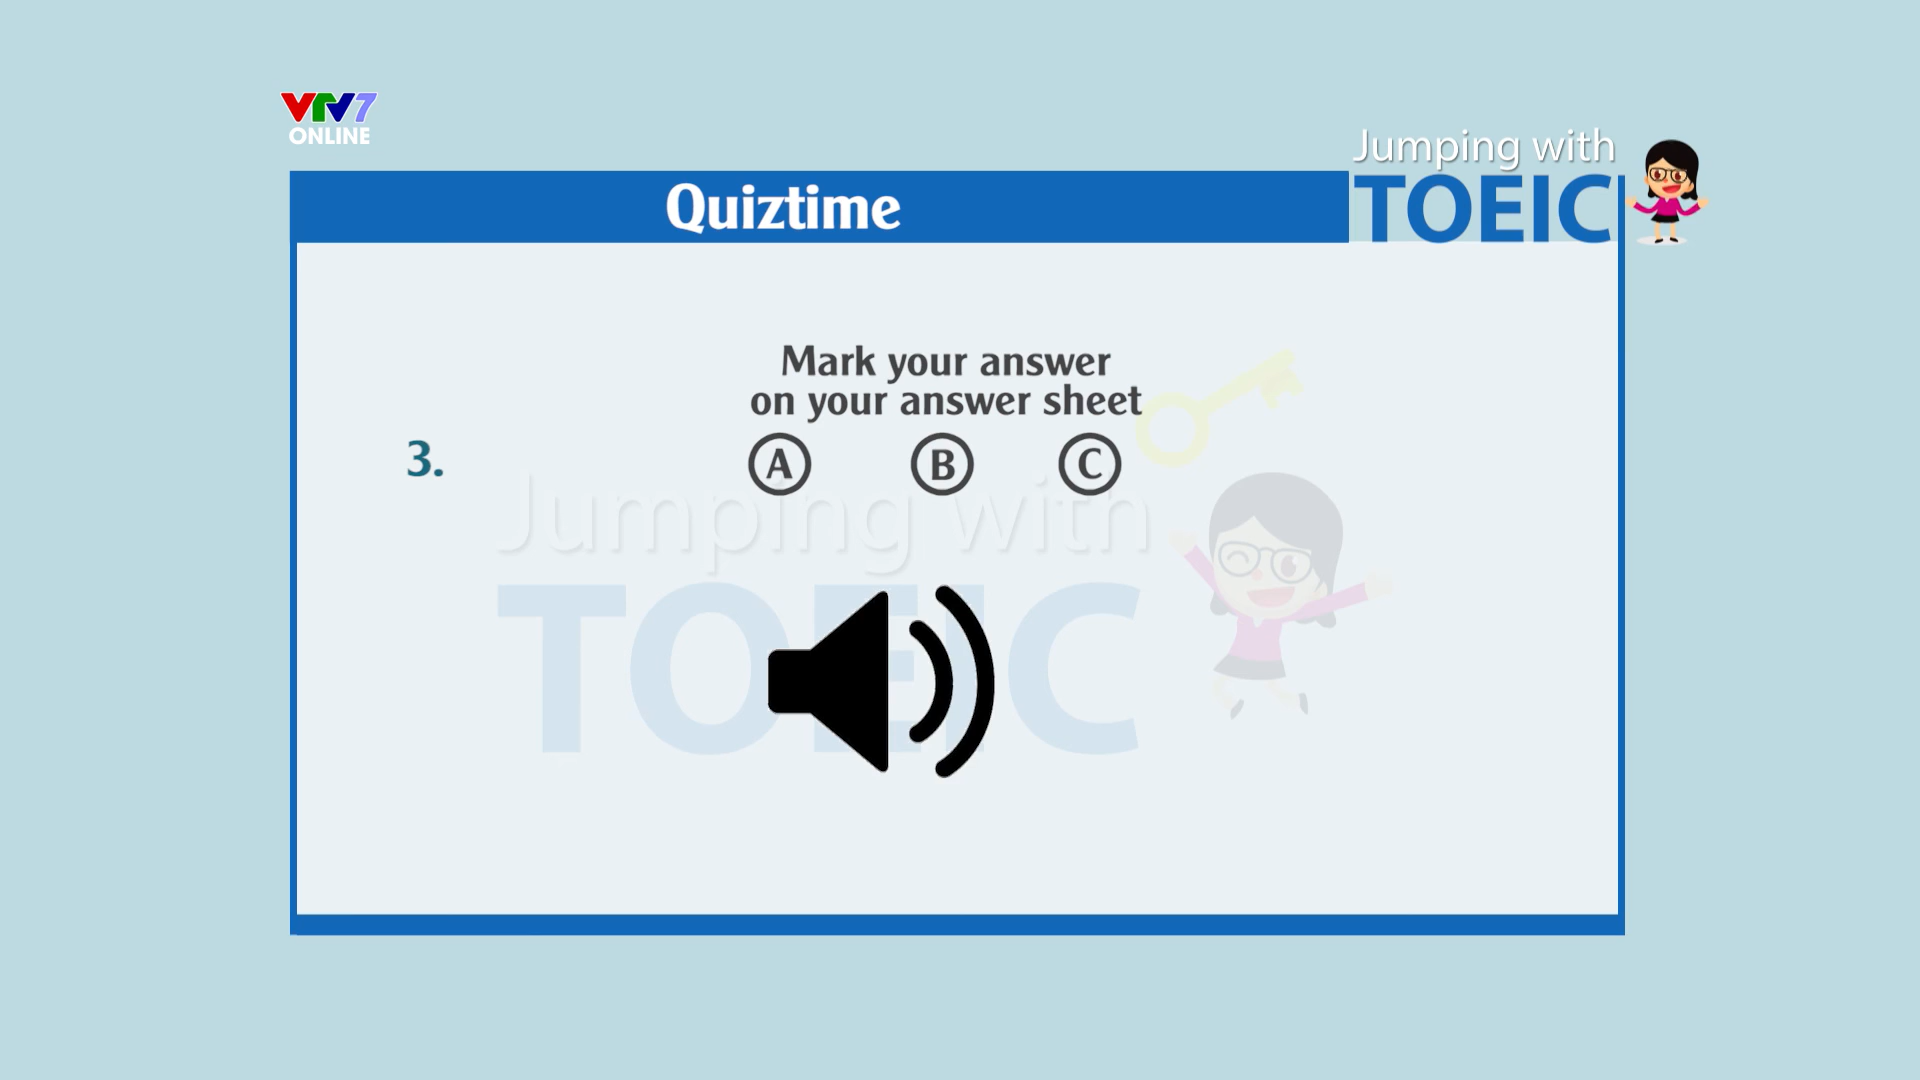 VTV7
ONLINE
Jumping with
TOEIC
Quiztime
Mark your answer
on your answer sheet
3.
A B C
Jumping with
TOEIC